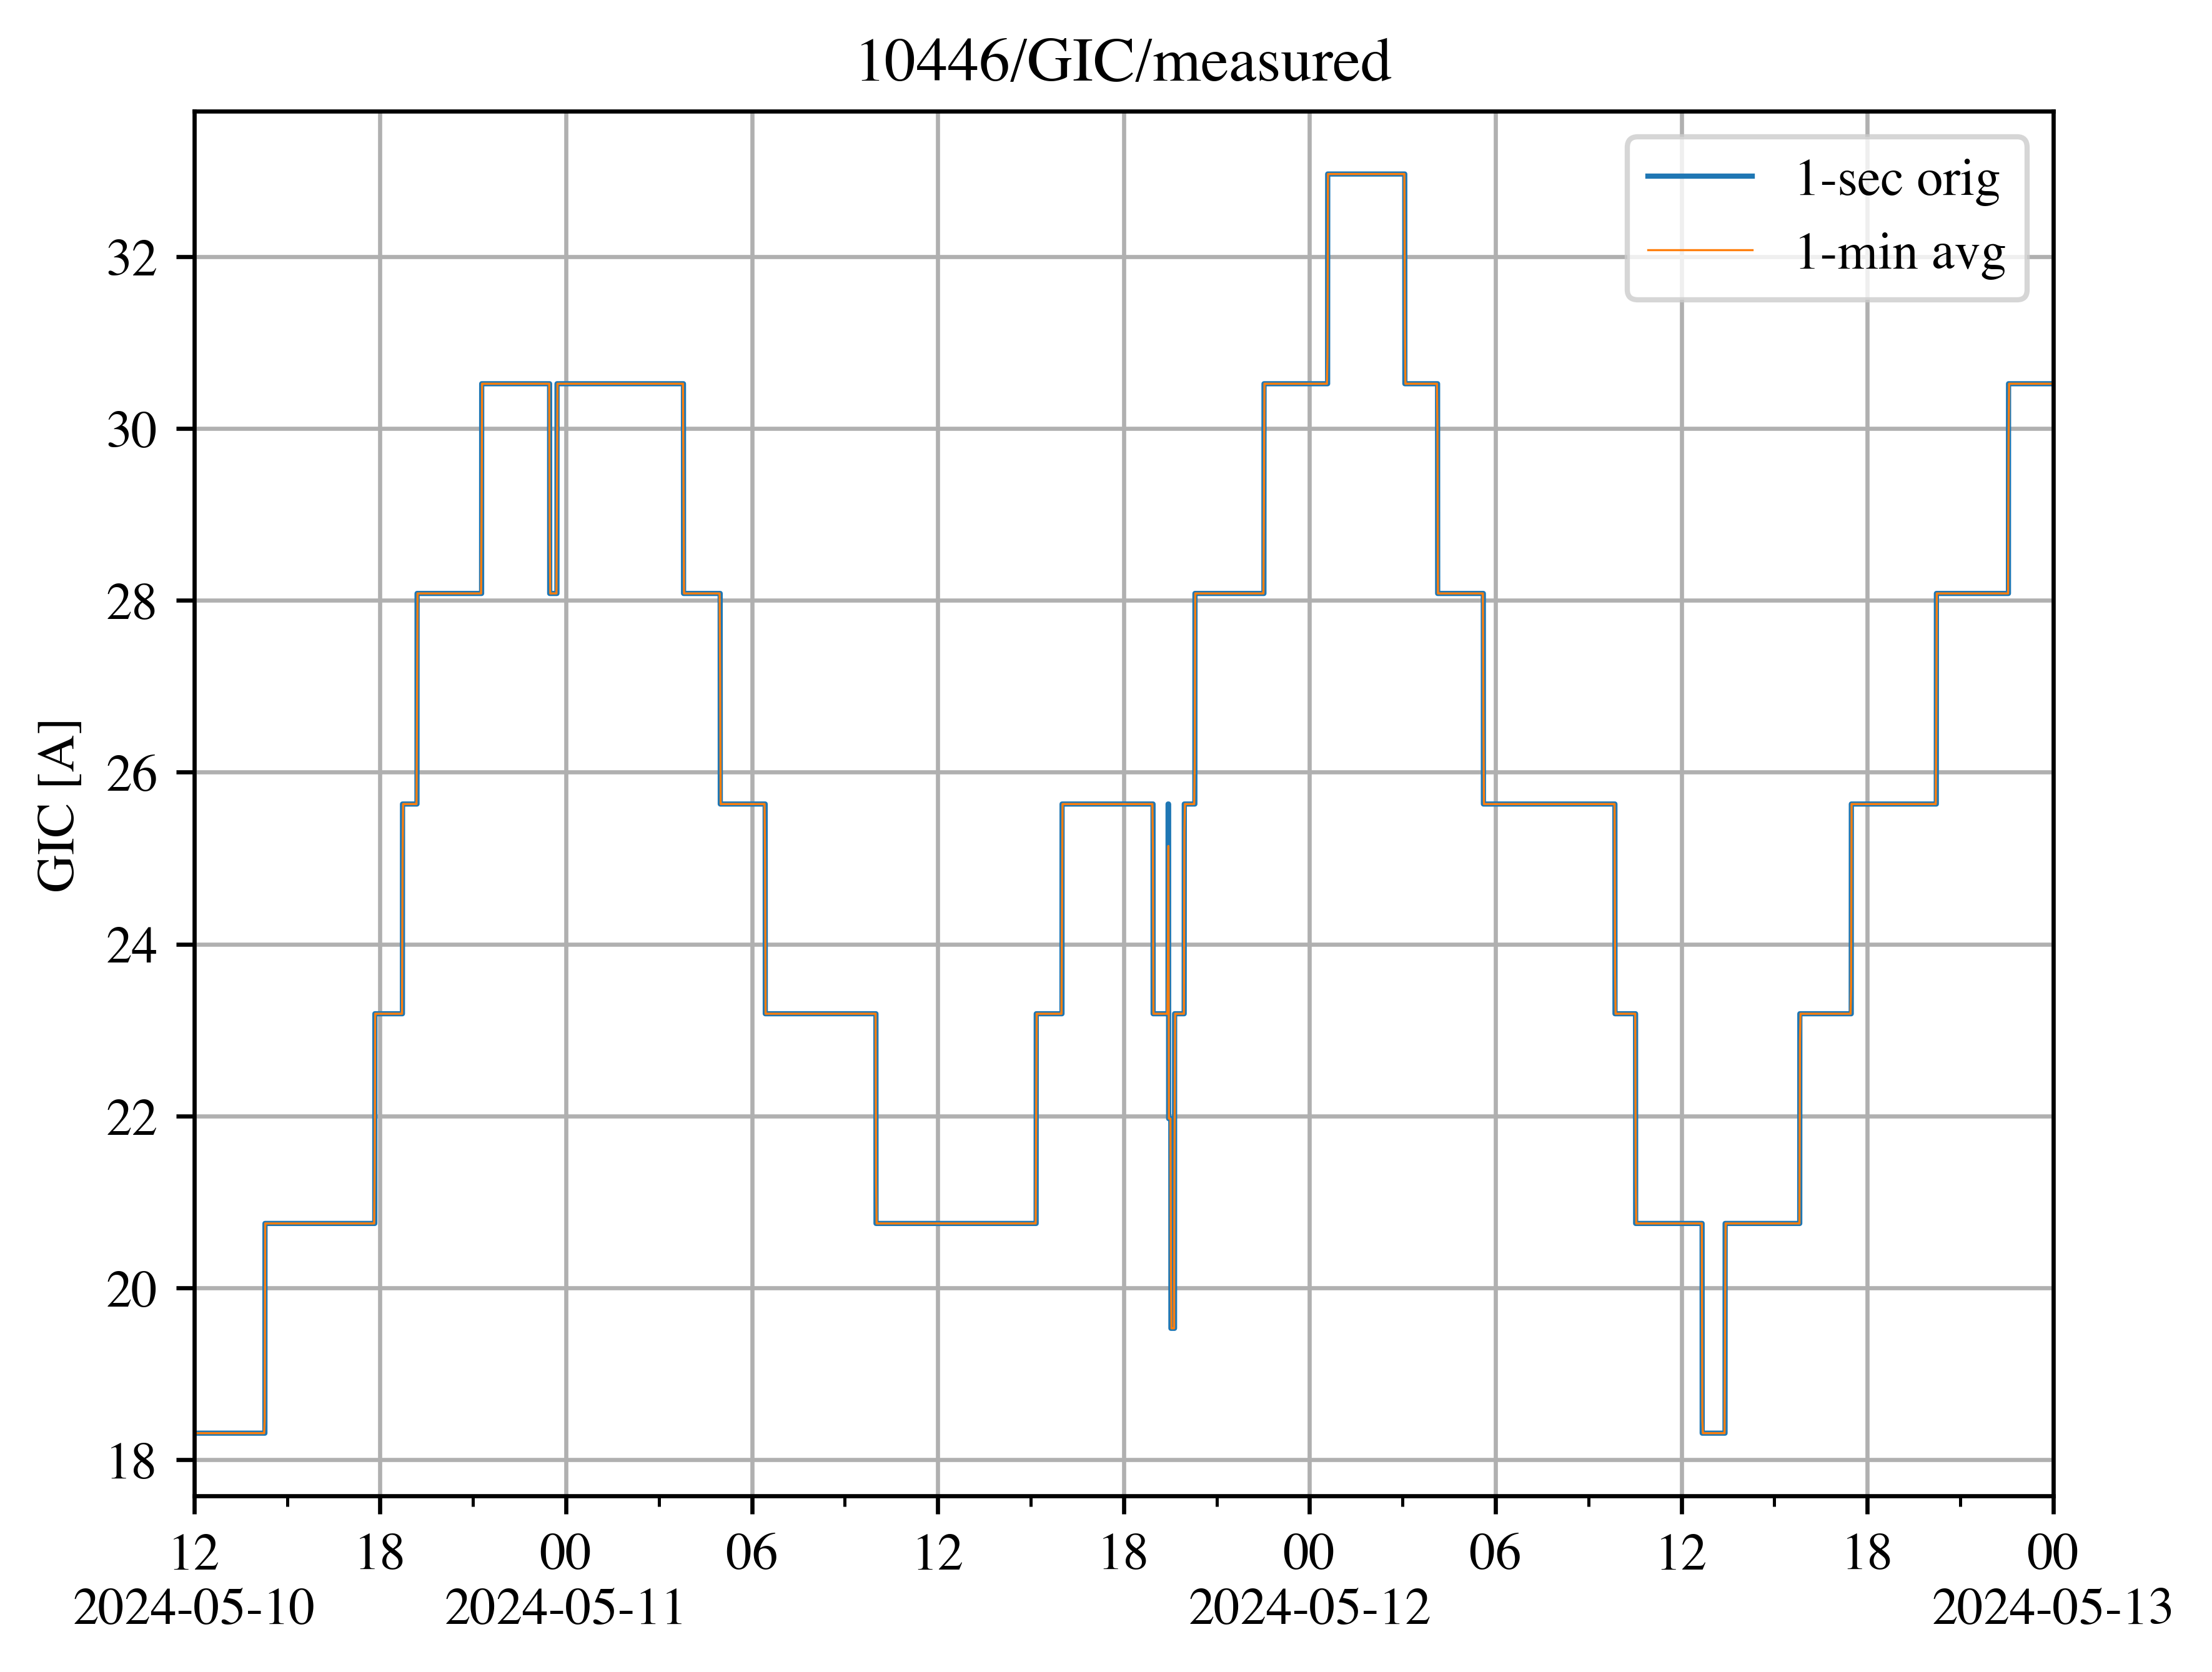 10446/GIC/measured
1-sec orig
1-min avg
GIC [A]
32
30
28
26
24
22
20
18
12 18 00 06 12 18 00 06 12 18 00
2024-05-10 2024-05-11 2024-05-12 2024-05-13